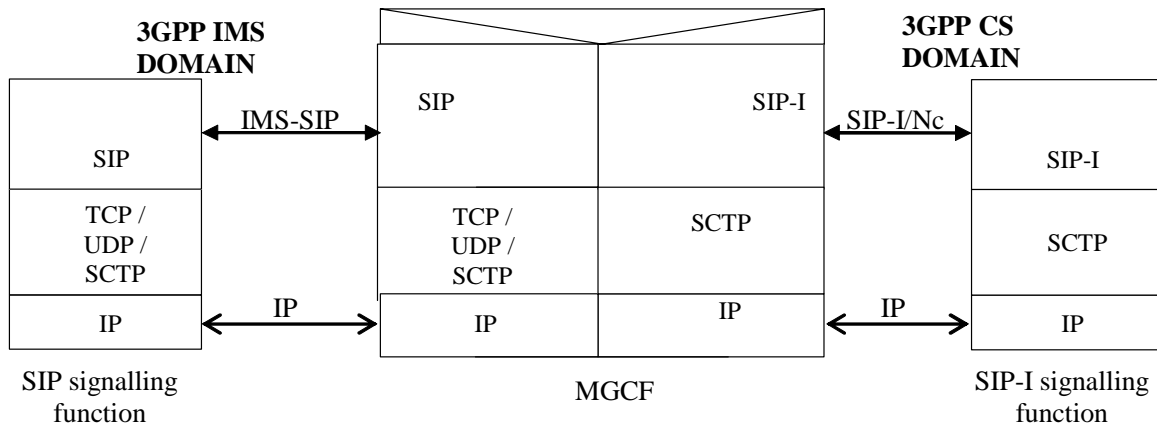 3GPP IMS
DOMAIN
3GPP CS
DOMAIN
SIP
IMS-SIP
SIP
SIP-I
SIP-I/Nc
SIP-I
TCP /
UDP /
SCTP
TCP /
UDP /
SCTP
SCTP
SCTP
IP
IP
IP
IP
IP
IP
SIP signalling
function
MGCF
SIP-I signalling
function